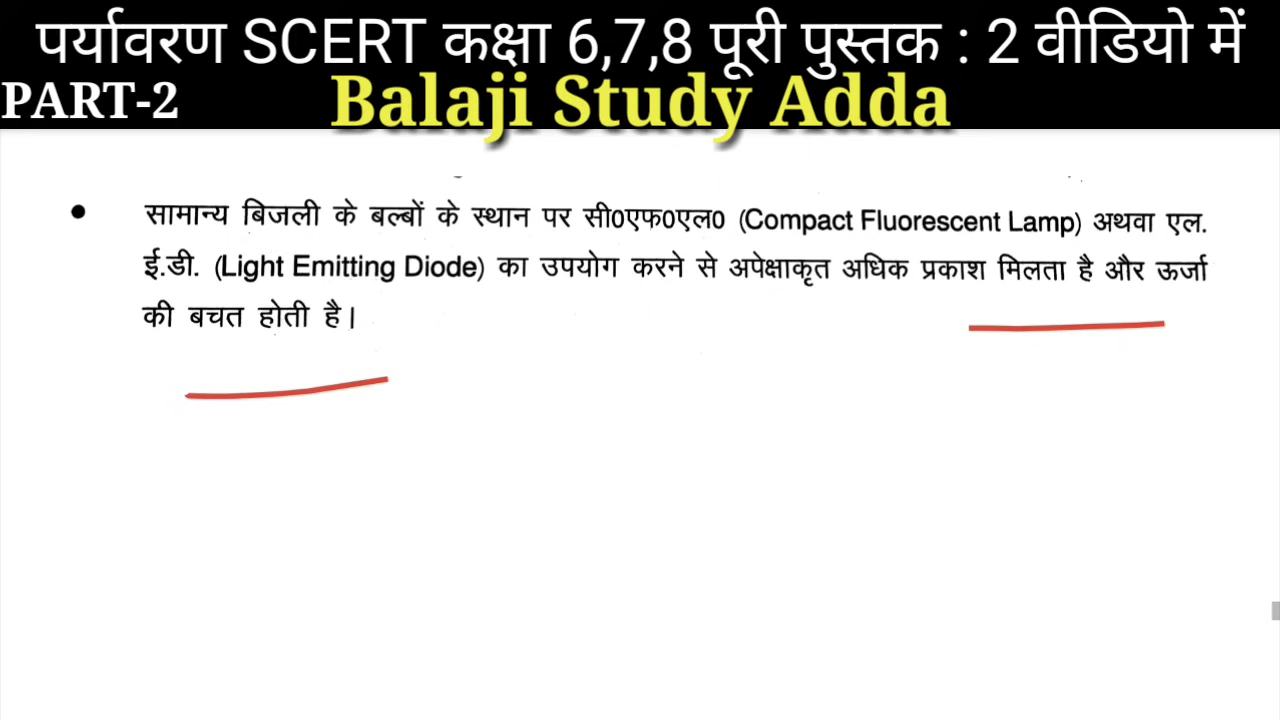 पर्यावरण SCERT कक्षा 6,7,8 पूरी पुस्तक : 2 वीडियो में
PART-2
Balaji Study Adda
● सामान्य बिजली के बल्बों के स्थान पर सी0एफ0एल0 (Compact Fluorescent Lamp) अथवा एल.
ई.डी. (Light Emitting Diode) का उपयोग करने से अपेक्षाकृत अधिक प्रकाश मिलता है और ऊर्जा
की बचत होती है।